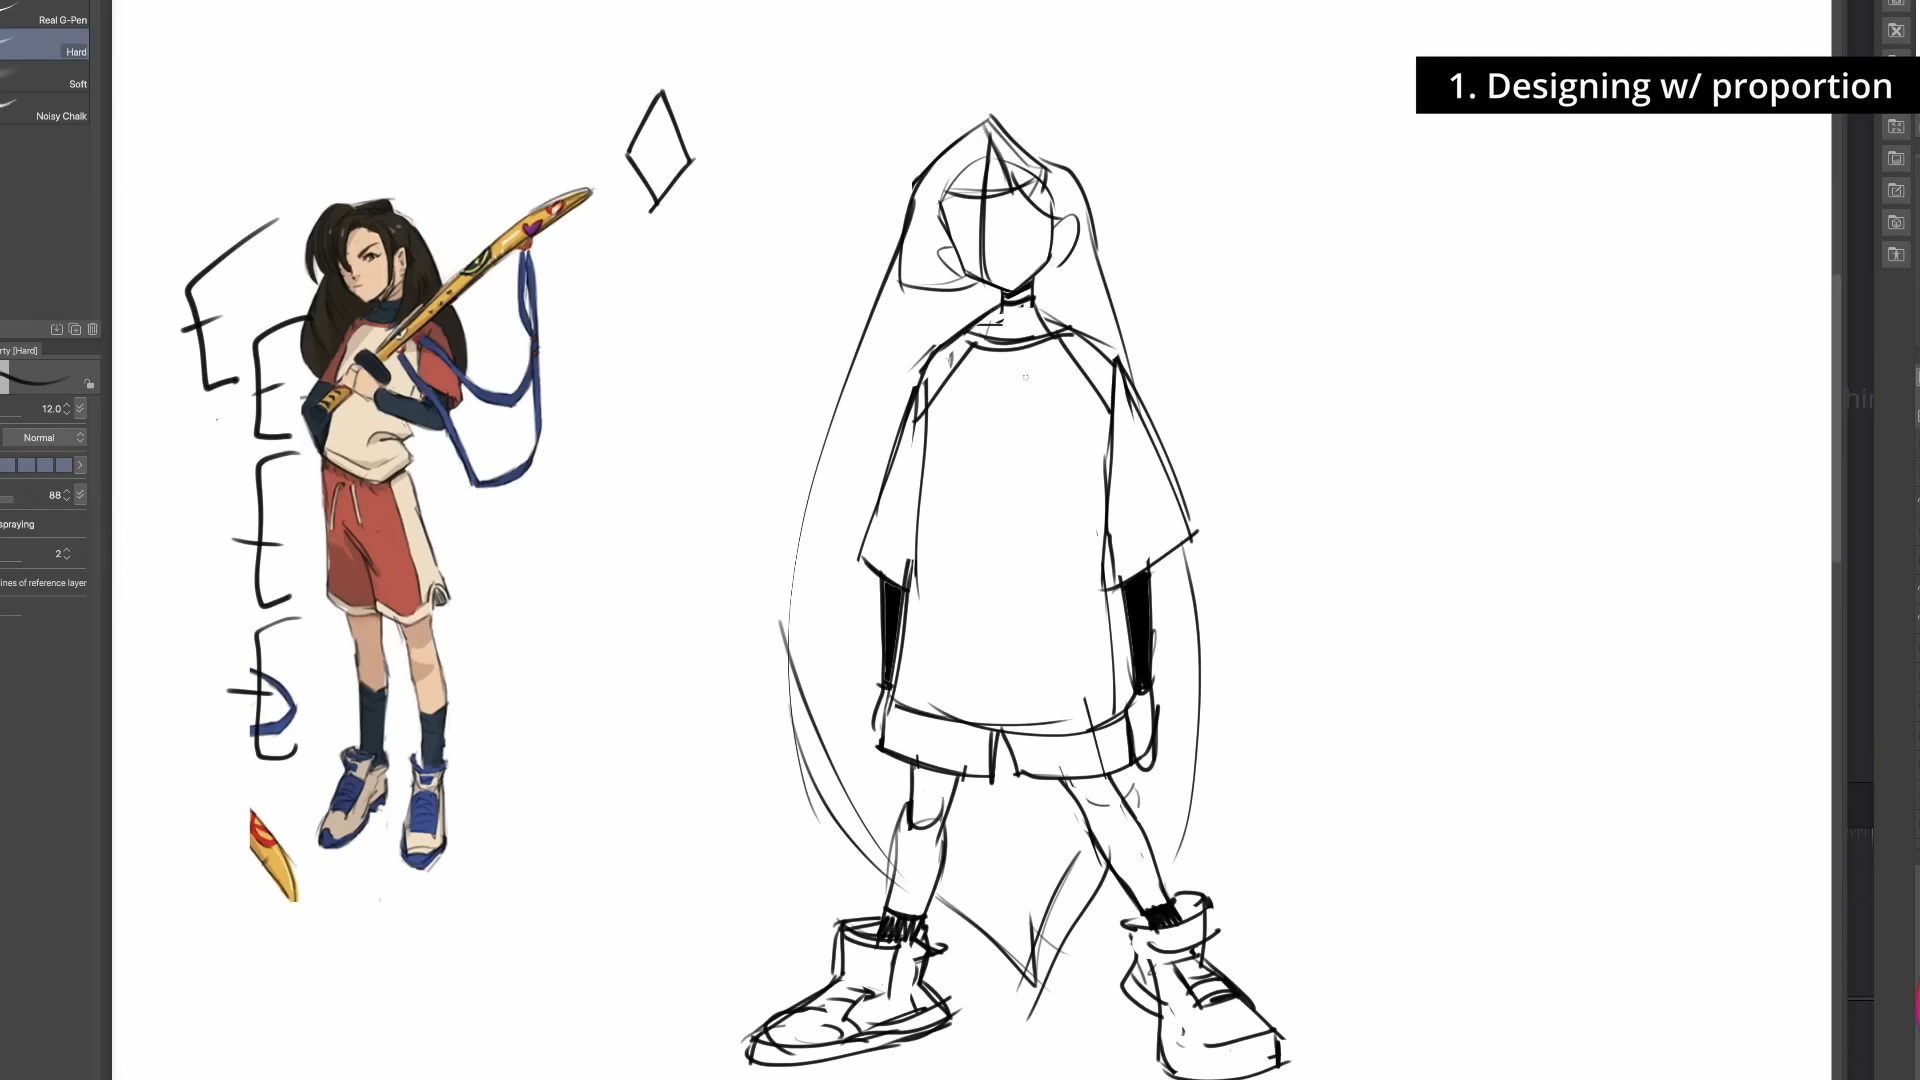 Real G-Pen
Hard
Soft
Noisy Chalk
1. Designing w/ proportion
rty [Hard]
12.0
Normal
88
spraying
2
ines of reference layer